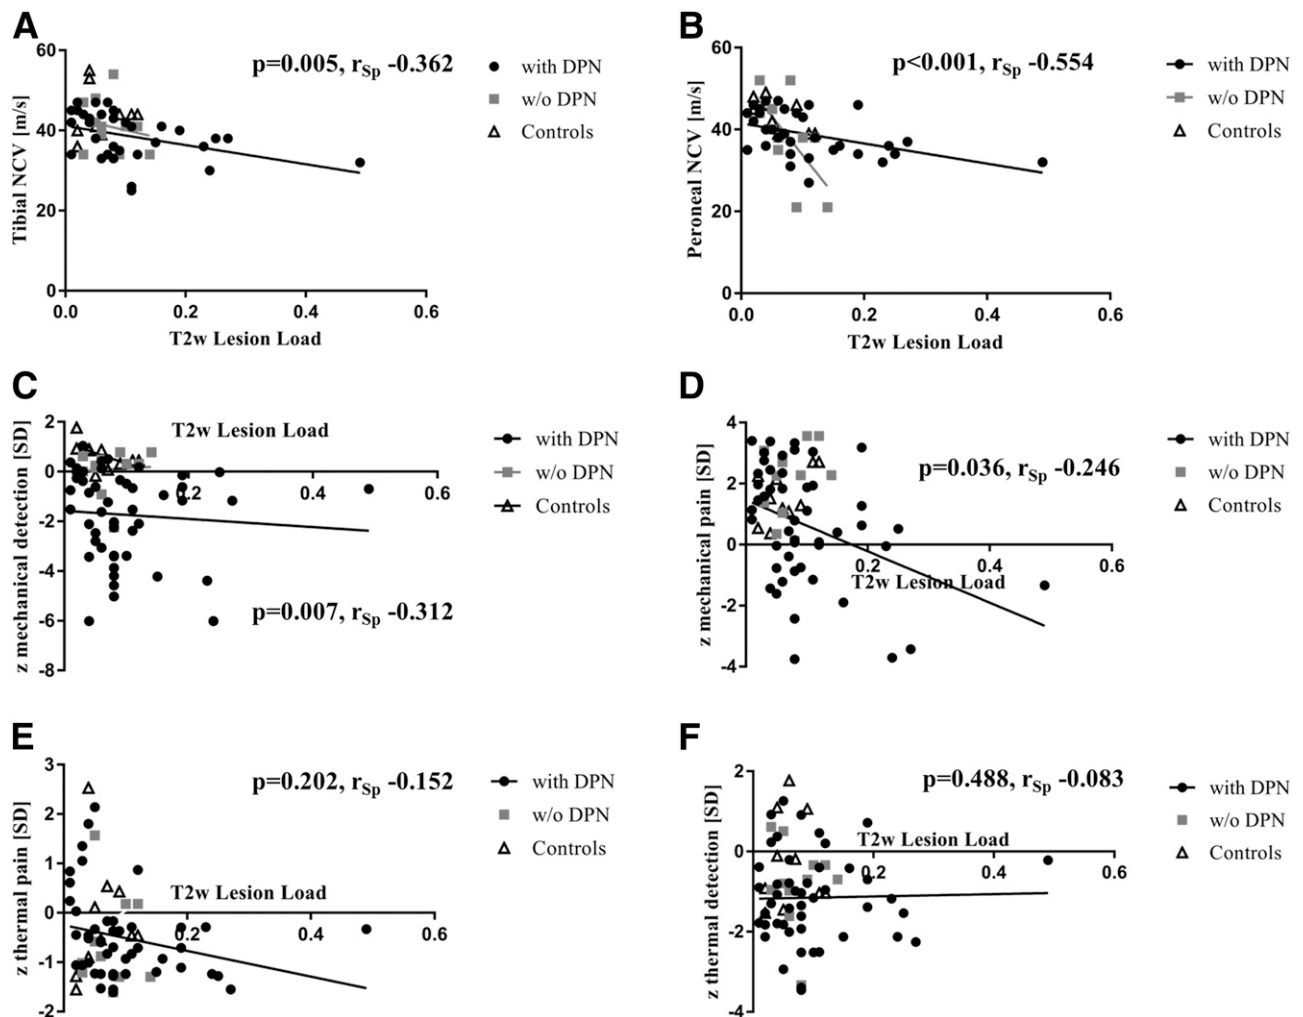 A
p=0.005, rSp -0.362
Tibial NCV [m/s]
60
40
20
0
0.0
0.2
0.4
0.6
T2w Lesion Load
with DPN
w/o DPN
Controls
B
p<0.001, rSp -0.554
Peroneal NCV [m/s]
60
40
20
0
0.0
0.2
0.4
0.6
T2w Lesion Load
with DPN
w/o DPN
Controls
C
T2w Lesion Load
z mechanical detection [SD]
2
0
-2
-4
-6
-8
0.2
0.4
0.6
p=0.007, rSp -0.312
with DPN
w/o DPN
Controls
D
p=0.036, rSp -0.246
z mechanical pain [SD]
4
2
0
-2
-4
0.2
0.4
0.6
T2w Lesion Load
with DPN
w/o DPN
Controls
E
p=0.202, rSp -0.152
z thermal pain [SD]
3
2
1
0
-1
-2
T2w Lesion Load
0.2
0.4
0.6
with DPN
w/o DPN
Controls
F
p=0.488, rSp -0.083
z thermal detection [SD]
2
0
-2
-4
T2w Lesion Load
0.2
0.4
0.6
with DPN
w/o DPN
Controls